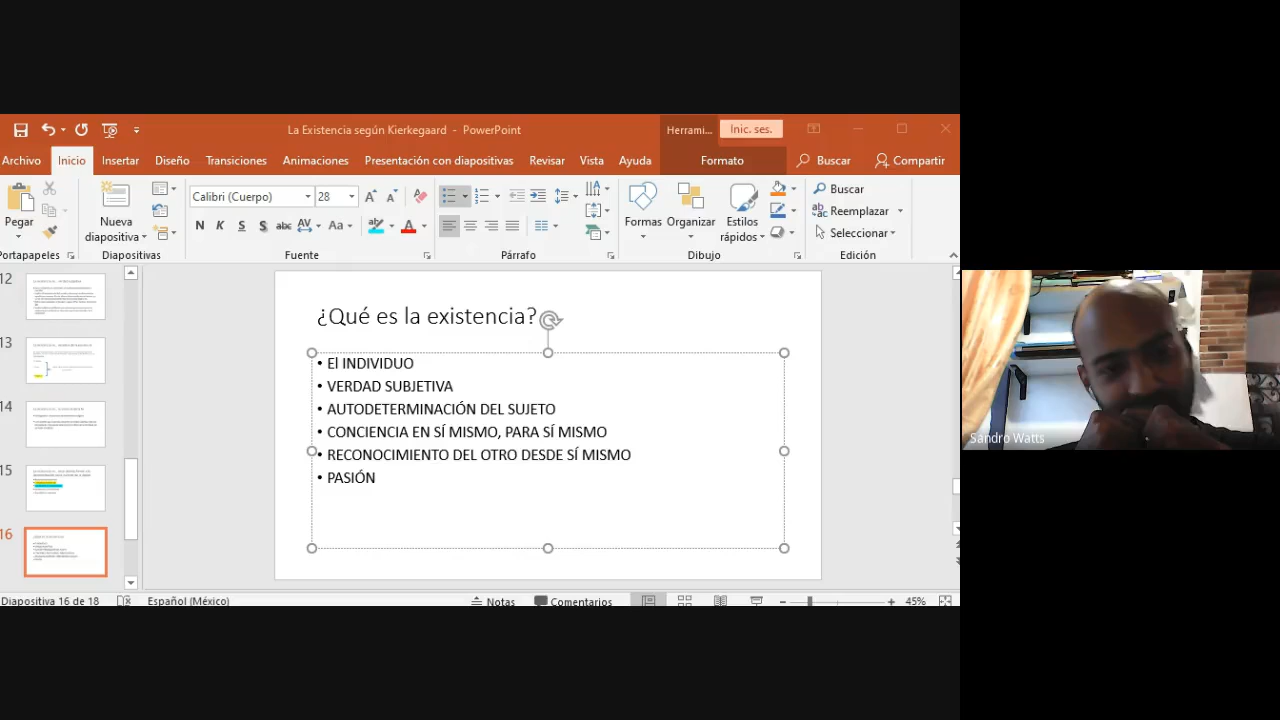 La Existencia según Kierkegaard - PowerPoint
Herrami...
Inic. ses.
Archivo
Inicio
Insertar
Diseño
Transiciones
Animaciones
Presentación con diapositivas
Revisar
Vista
Ayuda
Formato
Buscar
Compartir
Pegar
Nueva
diapositiva
Calibri (Cuerpo)
28
N K S S abc AV Aa A
Formas
Organizar
Estilos
rápidos
Buscar
Reemplazar
Seleccionar
Portapapeles
Diapositivas
Fuente
Párrafo
Dibujo
Edición
12
13
14
15
16
¿Qué es la existencia?
• El INDIVIDUO
• VERDAD SUBJETIVA
• AUTODETERMINACIÓN DEL SUJETO
• CONCIENCIA EN SÍ MISMO, PARA SÍ MISMO
• RECONOCIMIENTO DEL OTRO DESDE SÍ MISMO
• PASIÓN
Sandro Watts
Diapositiva 16 de 18
Español (México)
Notas
Comentarios
45%